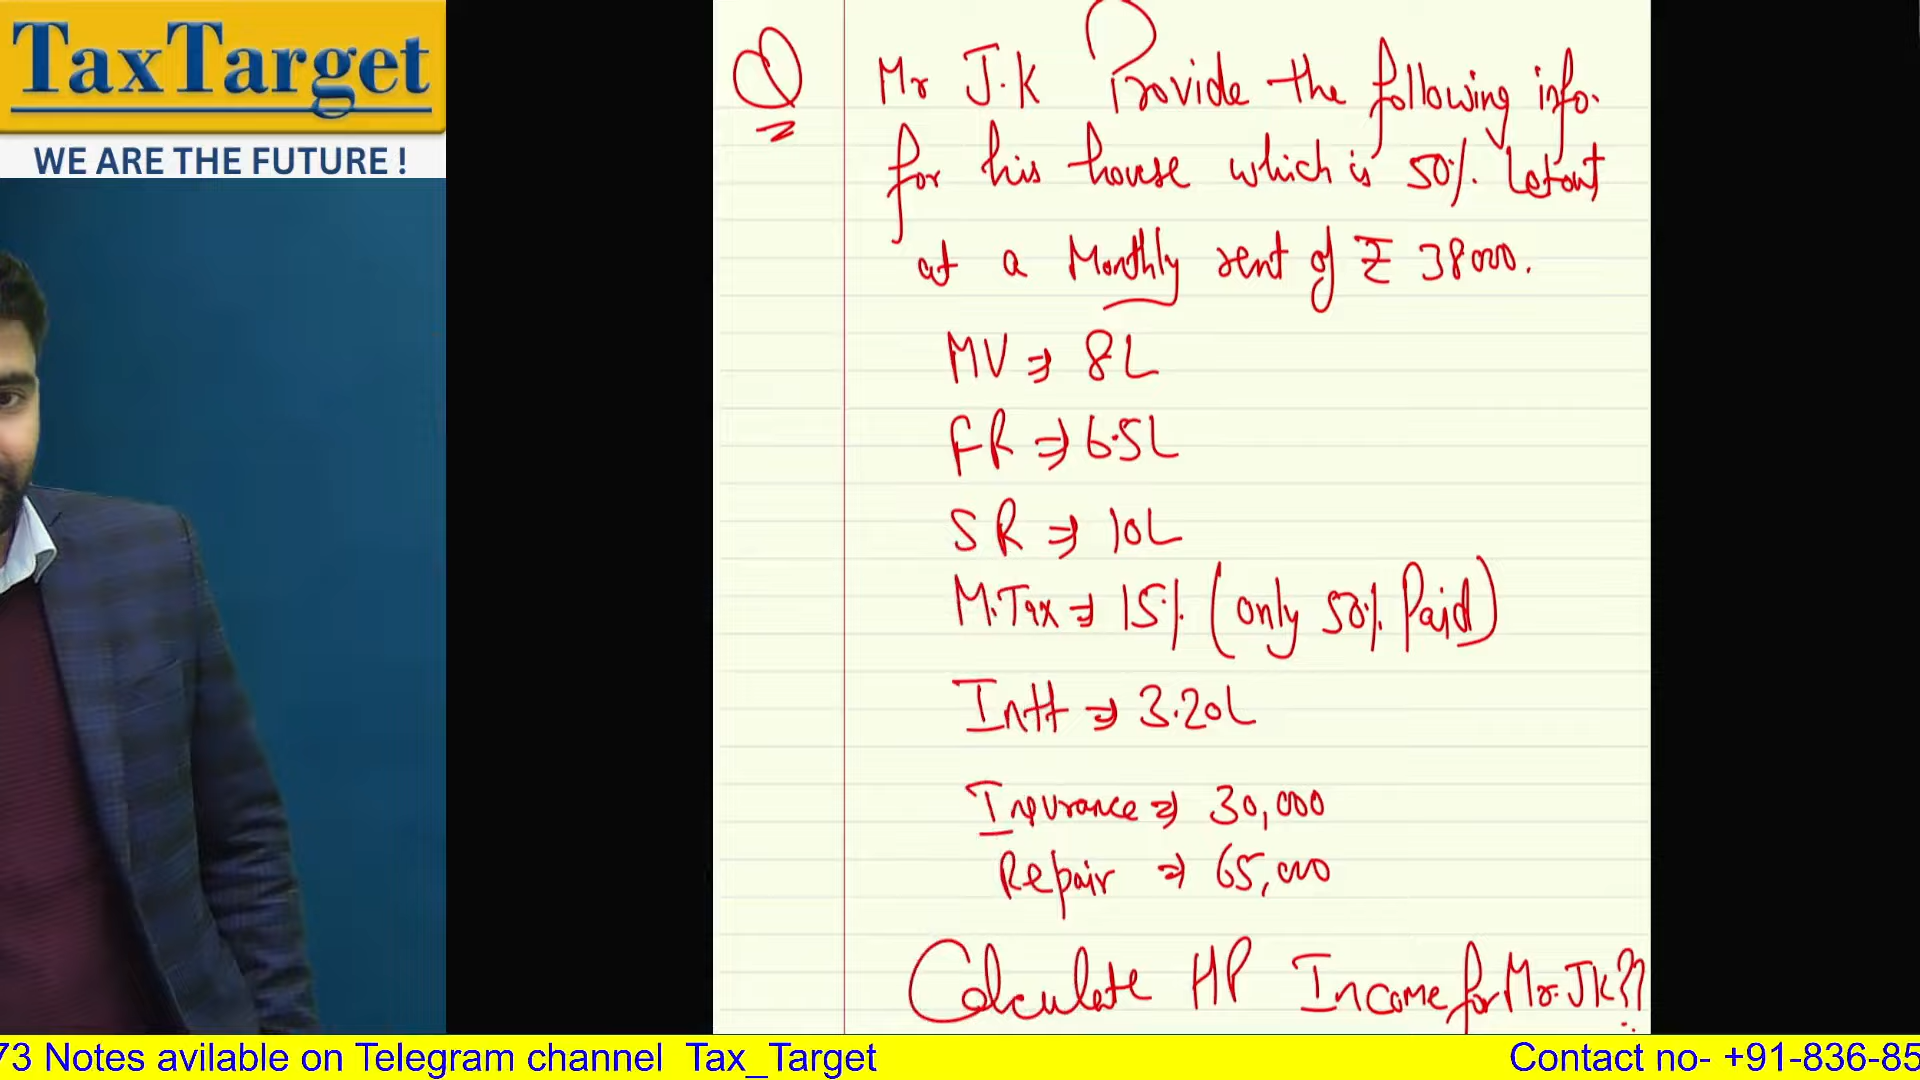 TaxTarget
WE ARE THE FUTURE !
Q Mr J.K Provide the following info.
for his house which is 50%. Letout
at a Monthly rent of ₹ 38000.
MV ⇒ 8L
FR ⇒ 6.5L
SR ⇒ 10L
M.Tax ⇒ 15% (only 50% Paid)
Intt ⇒ 3.20L
Insurance ⇒ 30,000
Repair ⇒ 65,000
Calculate HP Income for Mr. JK??
73 Notes avilable on Telegram channel Tax_Target
Contact no- +91-836-85